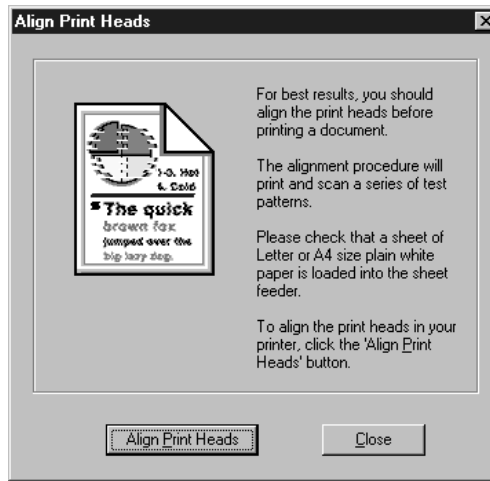 Align Print Heads
For best results, you should
align the print heads before
printing a document.
The alignment procedure will
print and scan a series of test
patterns.
Please check that a sheet of
Letter or A4 size plain white
paper is loaded into the sheet
feeder.
To align the print heads in your
printer, click the 'Align Print
Heads' button.
Hot
Cold
The quick
brown fox
jumped over the
big lazy dog.
Align Print Heads
Close